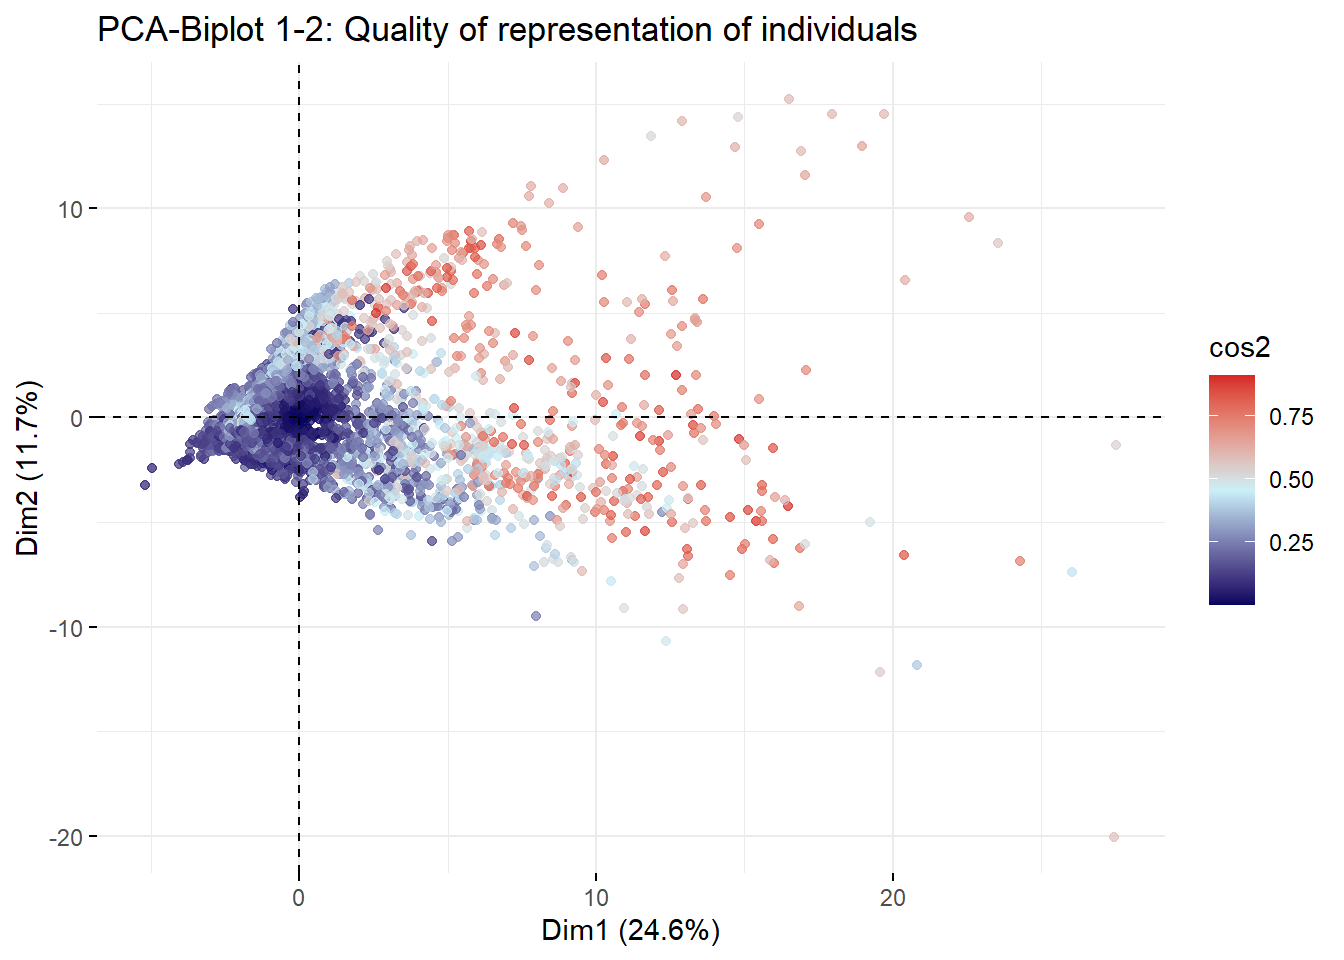 PCA-Biplot 1-2: Quality of representation of individuals
Dim2 (11.7%)
10
0
-10
-20
0
10
20
Dim1 (24.6%)
cos2
0.75
0.50
0.25